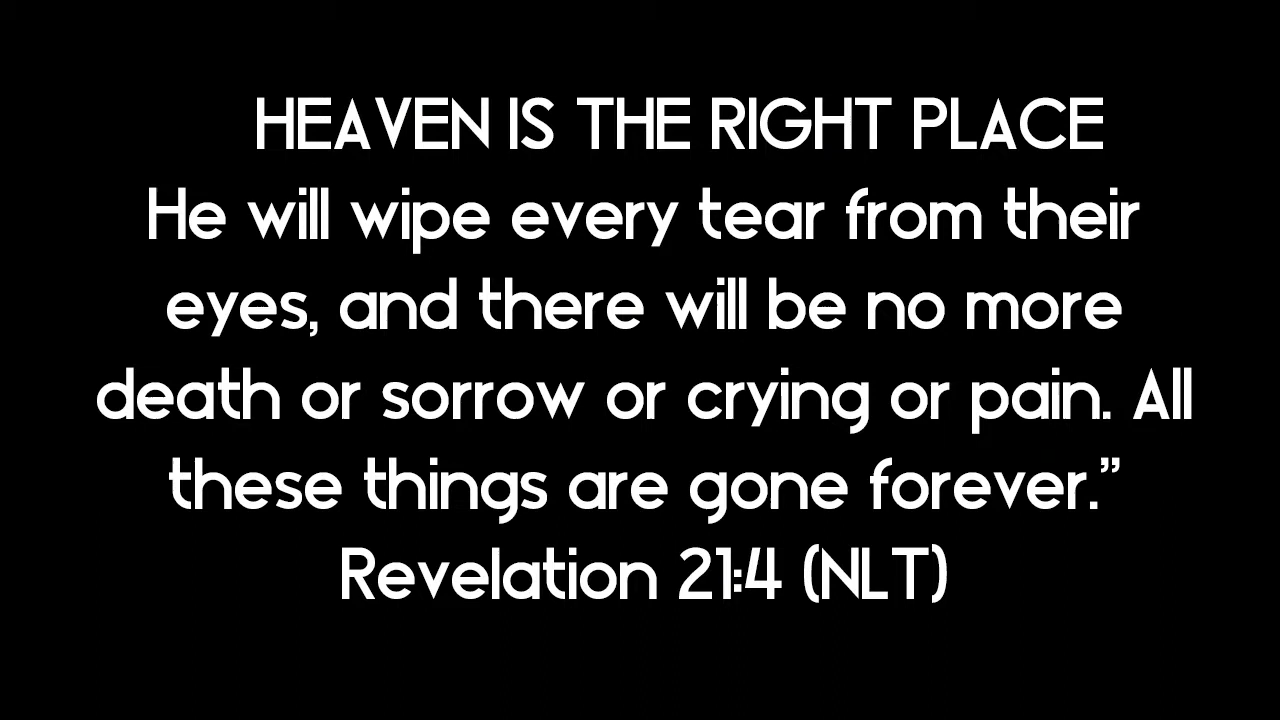 HEAVEN IS THE RIGHT PLACE
He will wipe every tear from their
eyes, and there will be no more
death or sorrow or crying or pain. All
these things are gone forever.”
Revelation 21:4 (NLT)